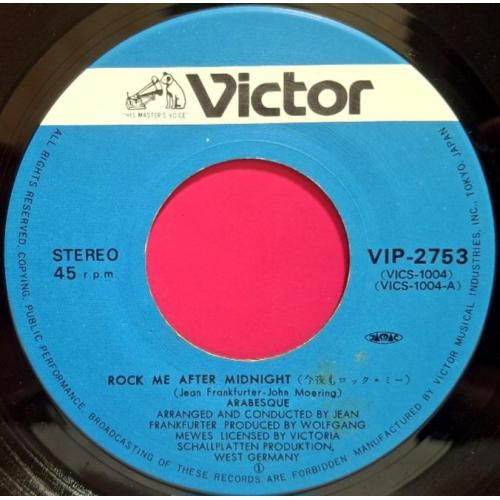 "HIS MASTER'S VOICE"
Victor
STEREO
45 r.p.m.
VIP-2753
(VICS-1004)
(VICS-1004-A)
ROCK ME AFTER MIDNIGHT (今夜もロック・ミー)
(Jean Frankfurter-John Moering)
ARABESQUE
ARRANGED AND CONDUCTED BY JEAN
FRANKFURTER PRODUCED BY WOLFGANG
MEWES LICENSED BY VICTORIA
SCHALLPLATTEN PRODUKTION,
WEST GERMANY
①
ALL RIGHTS RESERVED. COPYING, PUBLIC PERFORMANCE, BROADCASTING OF THESE RECORDS ARE FORBIDDEN MANUFACTURED BY VICTOR MUSICAL INDUSTRIES, INC., TOKYO, JAPAN